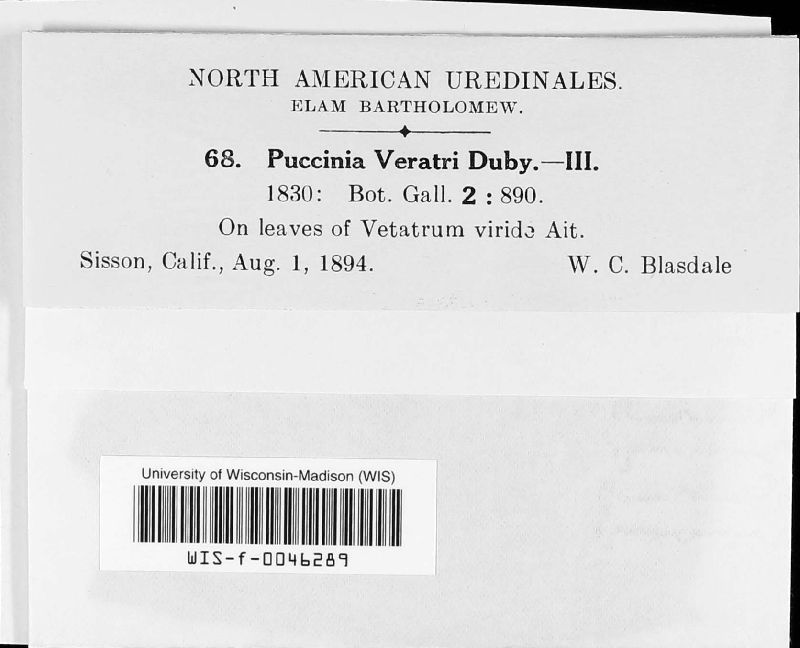 NORTH AMERICAN UREDINALES.
ELAM BARTHOLOMEW.
68. Puccinia Veratri Duby.—III.
1830: Bot. Gall. 2 : 890.
On leaves of Vetatrum viride Ait.
Sisson, Calif., Aug. 1, 1894. W. C. Blasdale
University of Wisconsin-Madison (WIS)
WIS-f-0046289